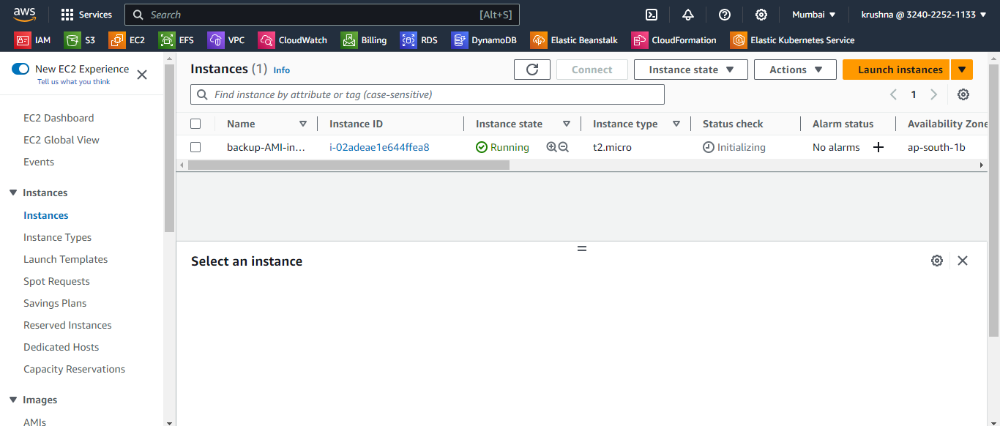 aws Services Search [Alt+S] Mumbai krushna @ 3240-2252-1133
IAM S3 EC2 EFS VPC CloudWatch Billing RDS DynamoDB Elastic Beanstalk CloudFormation Elastic Kubernetes Service
New EC2 Experience
Tell us what you think
EC2 Dashboard
EC2 Global View
Events
Instances
Instances
Instance Types
Launch Templates
Spot Requests
Savings Plans
Reserved Instances
Dedicated Hosts
Capacity Reservations
Images
AMIs
Instances (1) Info
Connect Instance state Actions Launch instances
Find instance by attribute or tag (case-sensitive)
1
Name Instance ID Instance state Instance type Status check Alarm status Availability Zone
backup-AMI-in... i-02adeae1e644ffea8 Running t2.micro Initializing No alarms ap-south-1b
Select an instance